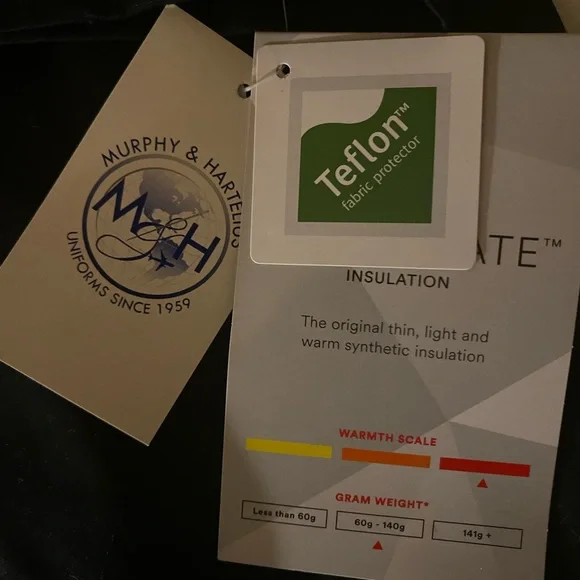 MURPHY & HARTELIUS
M&H
UNIFORMS SINCE 1959
Teflon™
fabric protector
ATE™
INSULATION
The original thin, light and
warm synthetic insulation
WARMTH SCALE
GRAM WEIGHT*
Less than 60g
60g - 140g
141g +